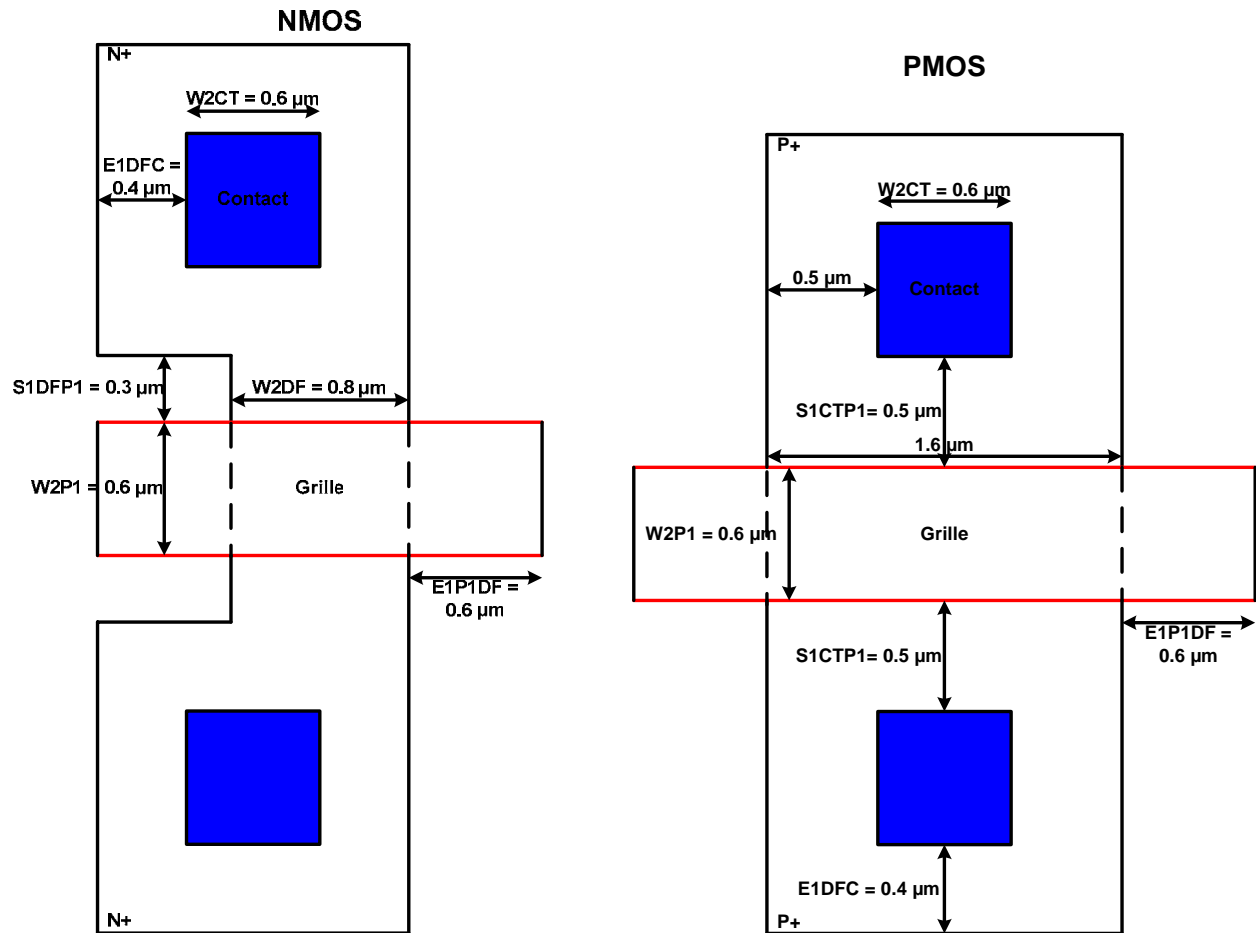 NMOS
N+
W2CT = 0.6 µm
E1DFC =
0.4 µm
Contact
S1DFP1 = 0.3 µm
W2DF = 0.8 µm
W2P1 = 0.6 µm
Grille
E1P1DF =
0.6 µm
N+
PMOS
P+
W2CT = 0.6 µm
0.5 µm
Contact
S1CTP1= 0.5 µm
1.6 µm
W2P1 = 0.6 µm
Grille
E1P1DF =
0.6 µm
S1CTP1= 0.5 µm
E1DFC = 0.4 µm
P+